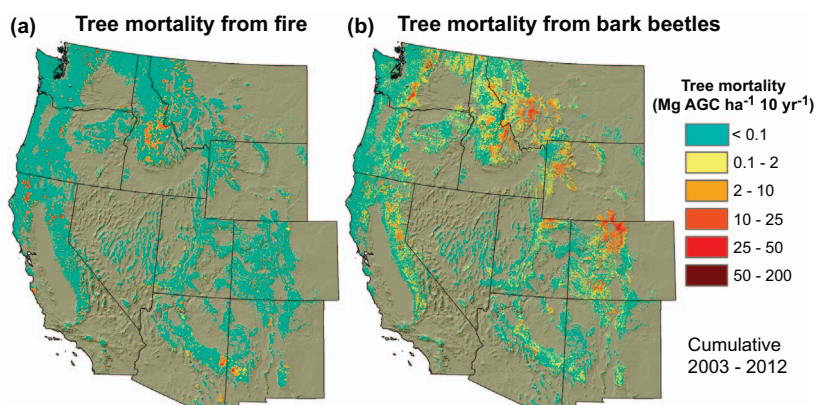 (a) Tree mortality from fire
(b) Tree mortality from bark beetles
Tree mortality
(Mg AGC ha⁻¹ 10 yr⁻¹)
< 0.1
0.1 - 2
2 - 10
10 - 25
25 - 50
50 - 200
Cumulative
2003 - 2012